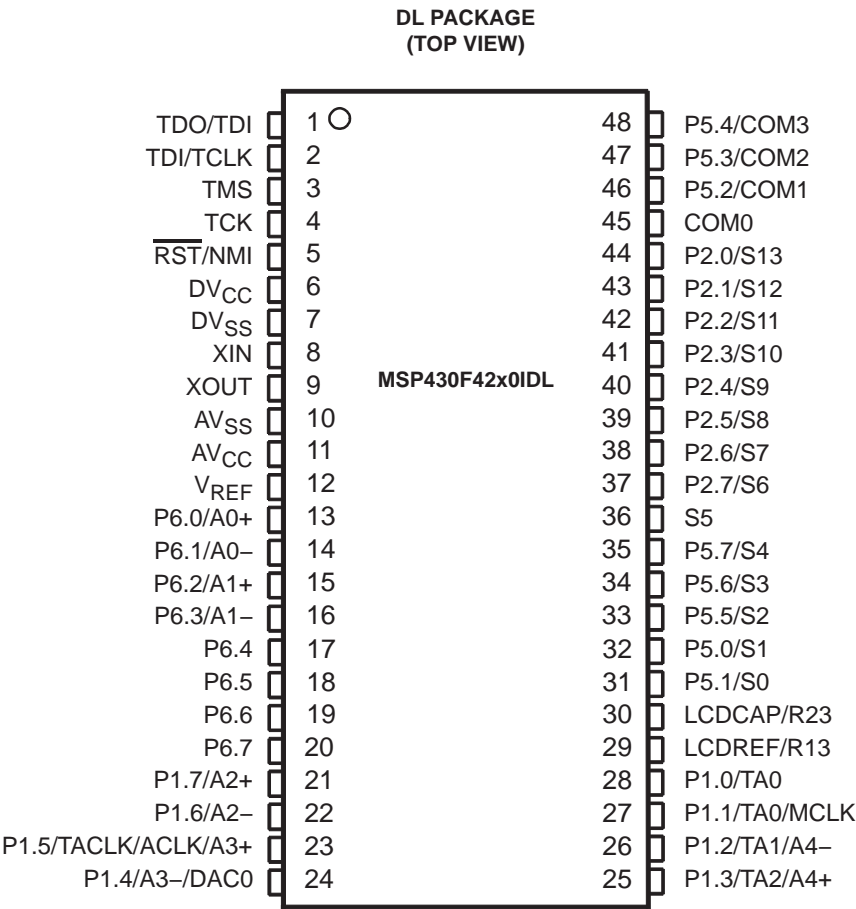 DL PACKAGE
(TOP VIEW)
TDO/TDI 1 48 P5.4/COM3
TDI/TCLK 2 47 P5.3/COM2
TMS 3 46 P5.2/COM1
TCK 4 45 COM0
RST/NMI 5 44 P2.0/S13
DVCC 6 43 P2.1/S12
DVSS 7 42 P2.2/S11
XIN 8 41 P2.3/S10
XOUT 9 MSP430F42x0IDL 40 P2.4/S9
AVSS 10 39 P2.5/S8
AVCC 11 38 P2.6/S7
VREF 12 37 P2.7/S6
P6.0/A0+ 13 36 S5
P6.1/A0− 14 35 P5.7/S4
P6.2/A1+ 15 34 P5.6/S3
P6.3/A1− 16 33 P5.5/S2
P6.4 17 32 P5.0/S1
P6.5 18 31 P5.1/S0
P6.6 19 30 LCDCAP/R23
P6.7 20 29 LCDREF/R13
P1.7/A2+ 21 28 P1.0/TA0
P1.6/A2− 22 27 P1.1/TA0/MCLK
P1.5/TACLK/ACLK/A3+ 23 26 P1.2/TA1/A4−
P1.4/A3−/DAC0 24 25 P1.3/TA2/A4+